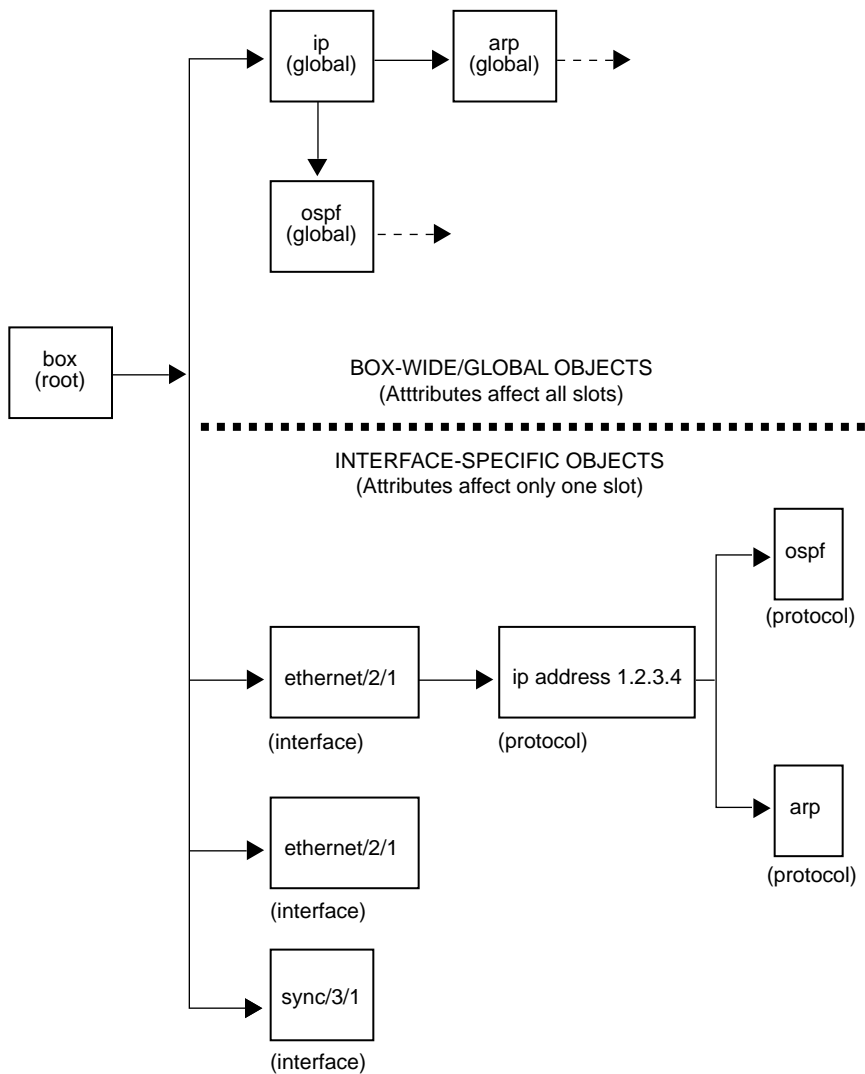 ip
(global)
arp
(global)
ospf
(global)
box
(root)
BOX-WIDE/GLOBAL OBJECTS
(Atttributes affect all slots)
INTERFACE-SPECIFIC OBJECTS
(Attributes affect only one slot)
ospf
(protocol)
ethernet/2/1
(interface)
ip address 1.2.3.4
(protocol)
arp
(protocol)
ethernet/2/1
(interface)
sync/3/1
(interface)